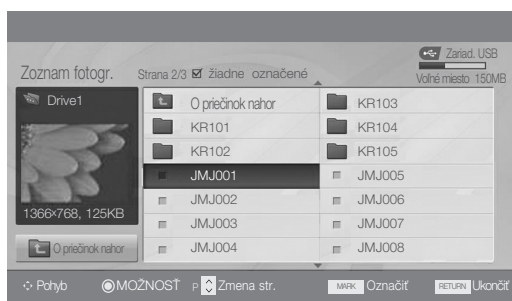 Zariad. USB
Zoznam fotogr. Strana 2/3 žiadne označené
Voľné miesto 150MB
Drive1
O priečinok nahor KR103
KR101 KR104
KR102 KR105
JMJ001 JMJ005
JMJ002 JMJ006
JMJ003 JMJ007
JMJ004 JMJ008
1366x768, 125KB
O priečinok nahor
Pohyb MOŽNOSŤ P Zmena str. MARK Označiť RETURN Ukončiť